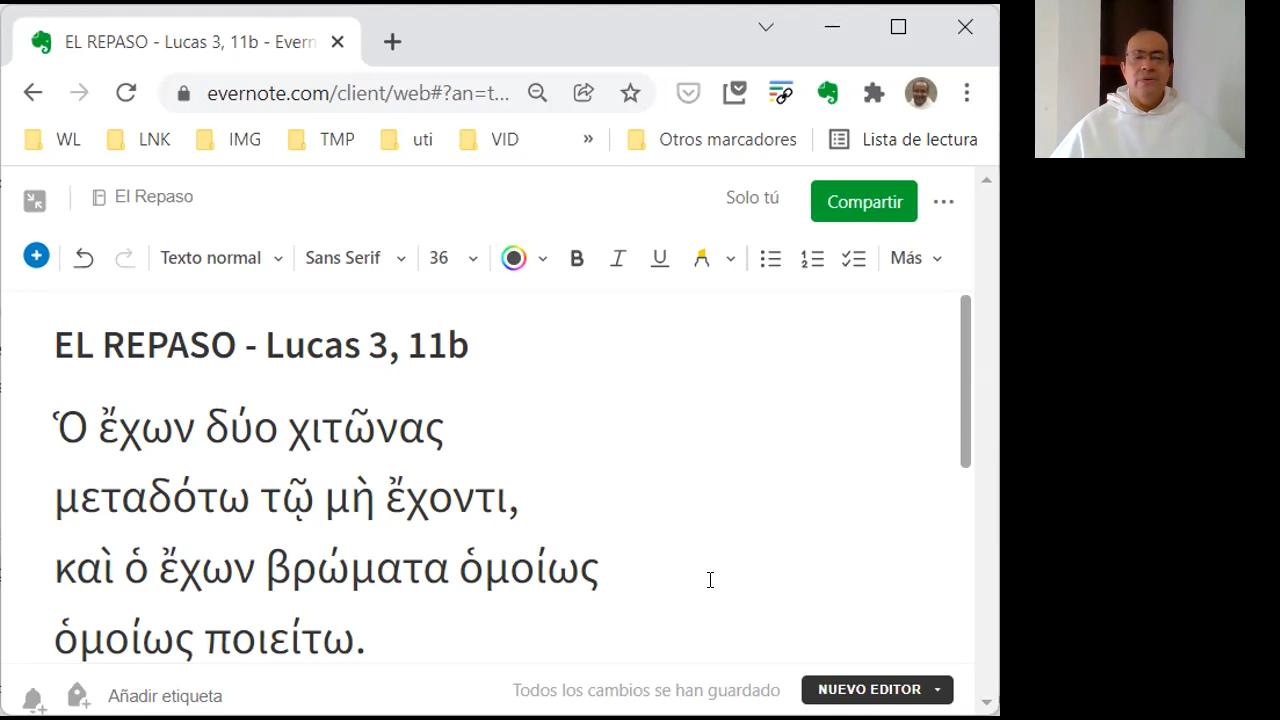 EL REPASO - Lucas 3, 11b - Evern
evernote.com/client/web#?an=t...
WL LNK IMG TMP uti VID » Otros marcadores Lista de lectura
El Repaso Solo tú Compartir ...
Texto normal Sans Serif 36 B I U A Más
EL REPASO - Lucas 3, 11b
Ὁ ἔχων δύο χιτῶνας
μεταδότω τῷ μὴ ἔχοντι,
καὶ ὁ ἔχων βρώματα ὁμοίως
ὁμοίως ποιείτω.
Añadir etiqueta Todos los cambios se han guardado NUEVO EDITOR